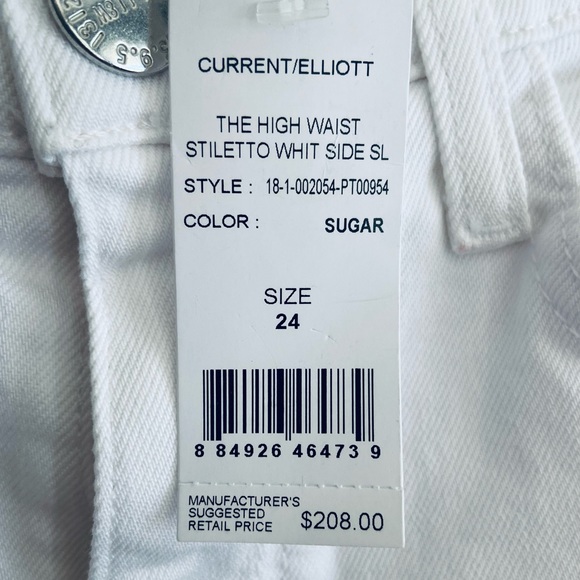 CURRENT/ELLIOTT
THE HIGH WAIST
STILETTO WHIT SIDE SL
STYLE : 18-1-002054-PT00954
COLOR : SUGAR
SIZE
24
8 84926 46473 9
MANUFACTURER'S
SUGGESTED
RETAIL PRICE $208.00